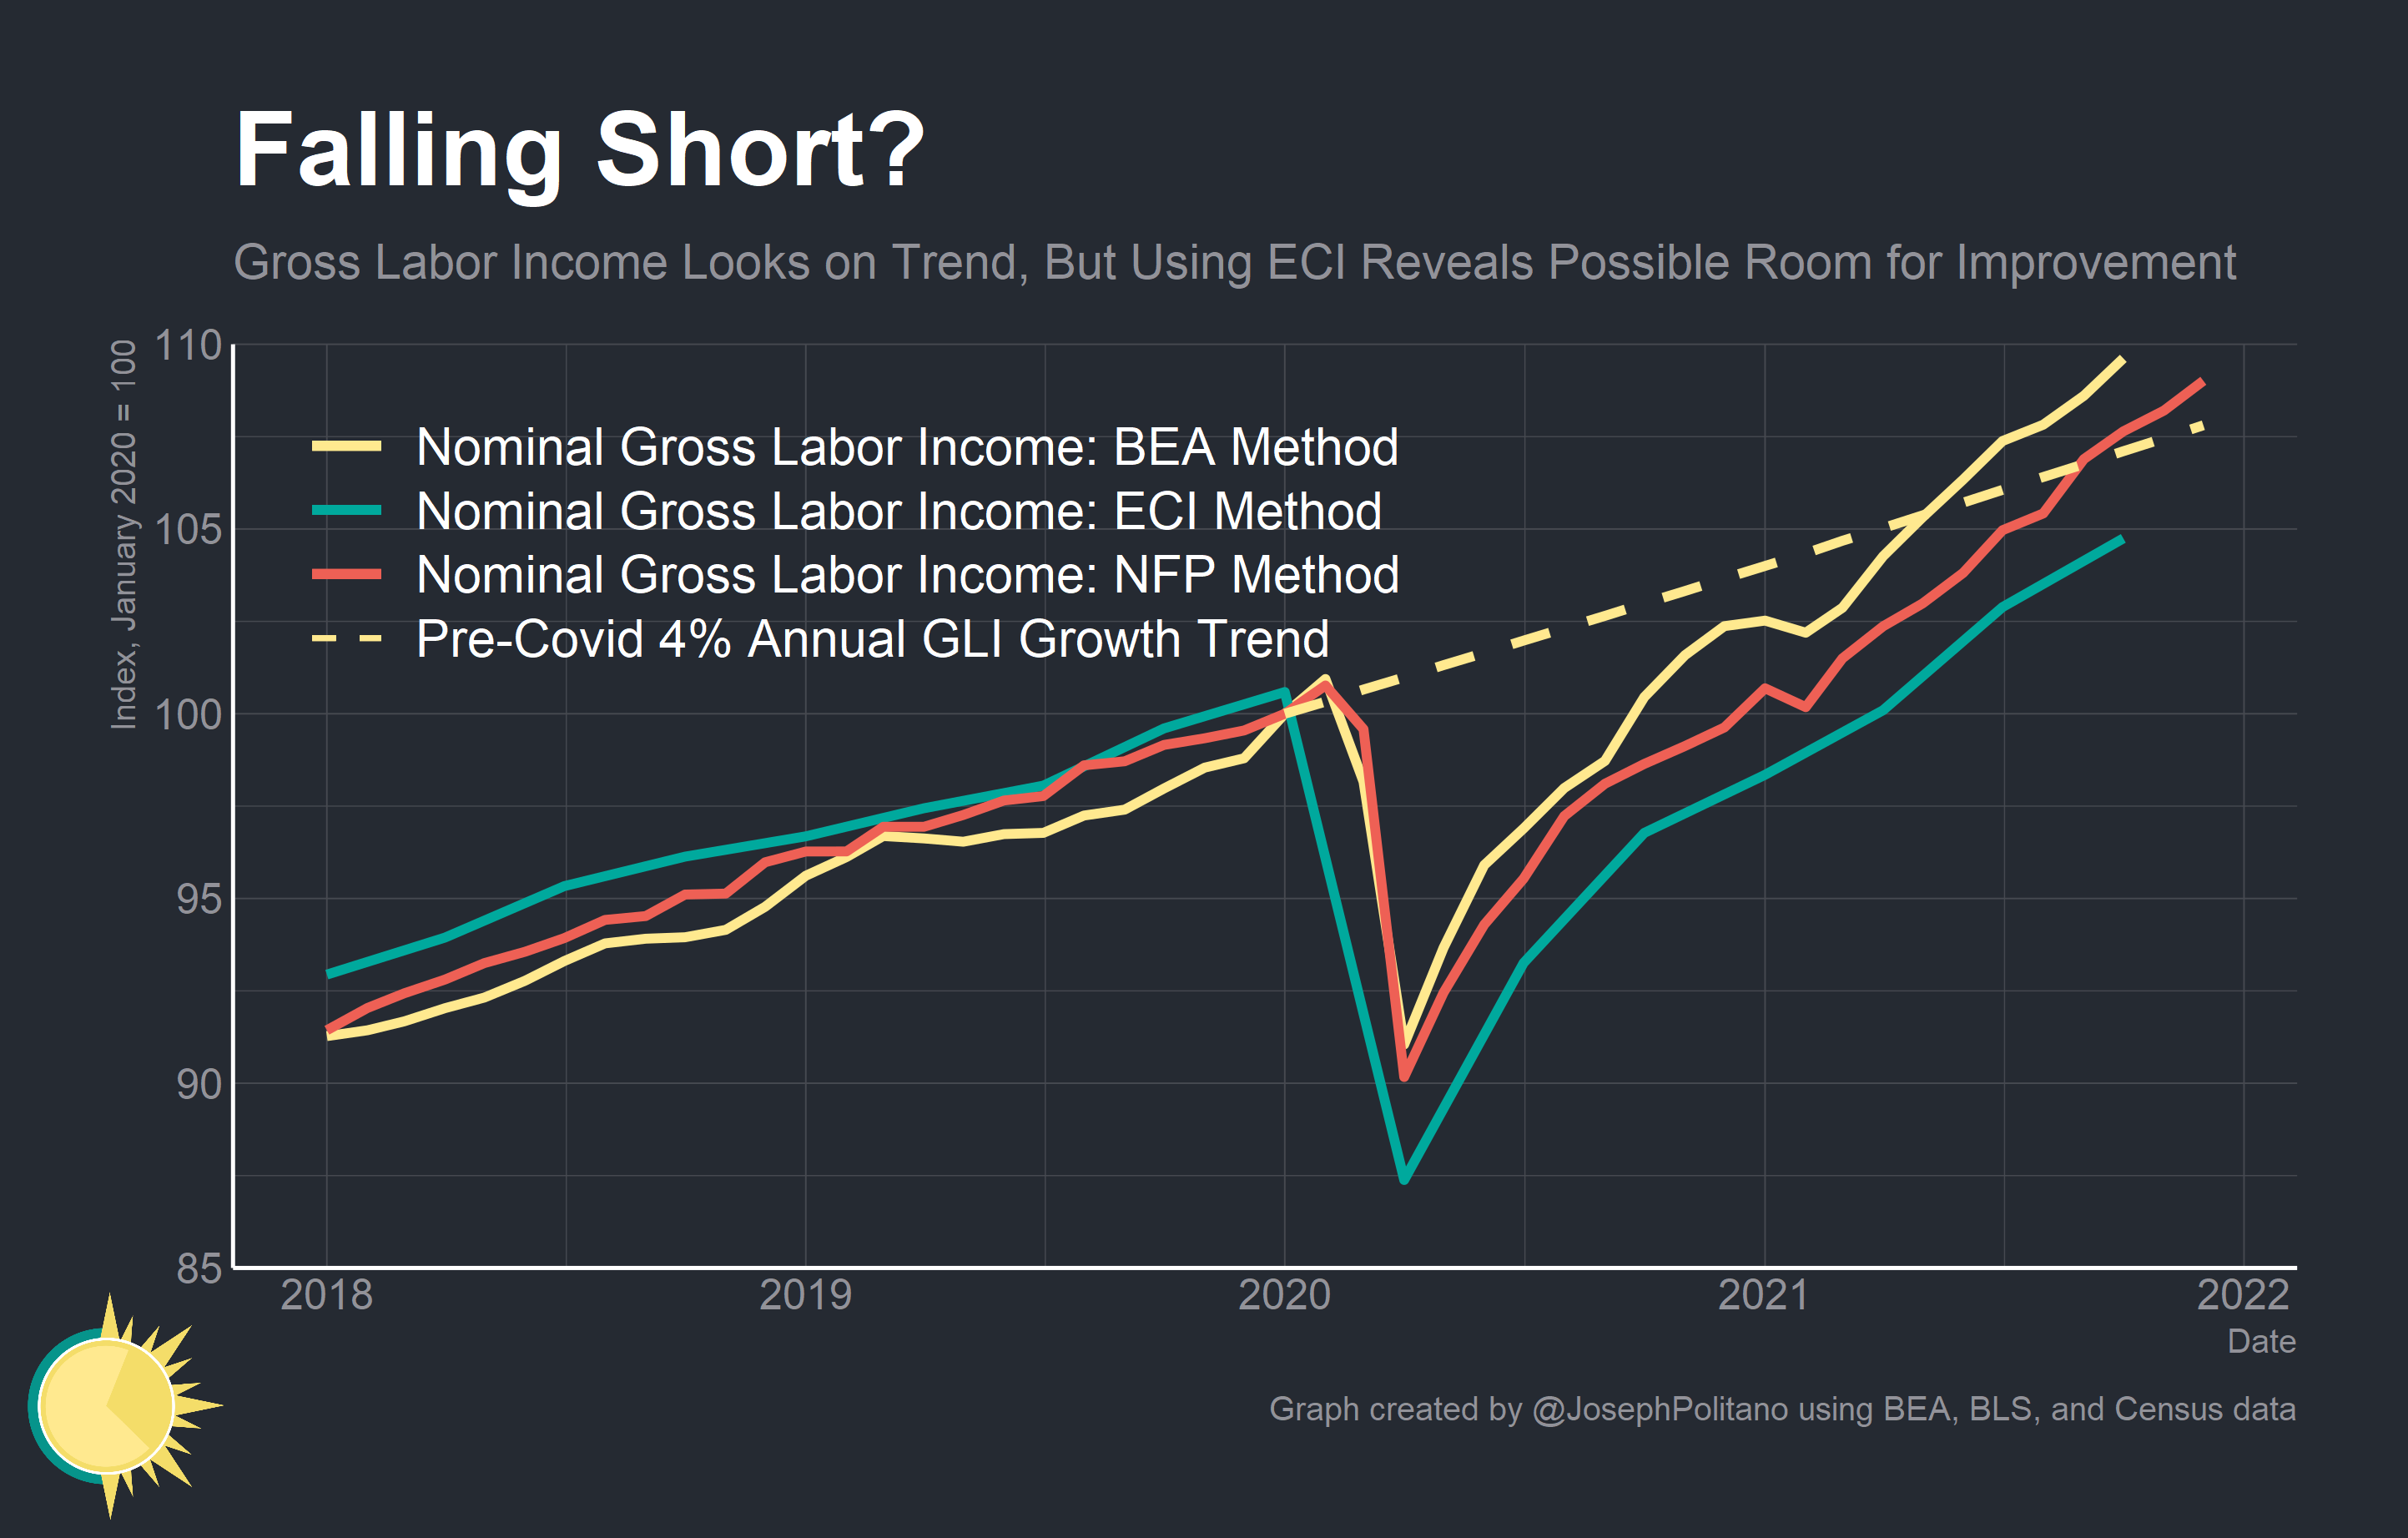 Falling Short?
Gross Labor Income Looks on Trend, But Using ECI Reveals Possible Room for Improvement
Index, January 2020 = 100
110
105
100
95
90
85
Nominal Gross Labor Income: BEA Method
Nominal Gross Labor Income: ECI Method
Nominal Gross Labor Income: NFP Method
Pre-Covid 4% Annual GLI Growth Trend
2018 2019 2020 2021 2022
Date
Graph created by @JosephPolitano using BEA, BLS, and Census data